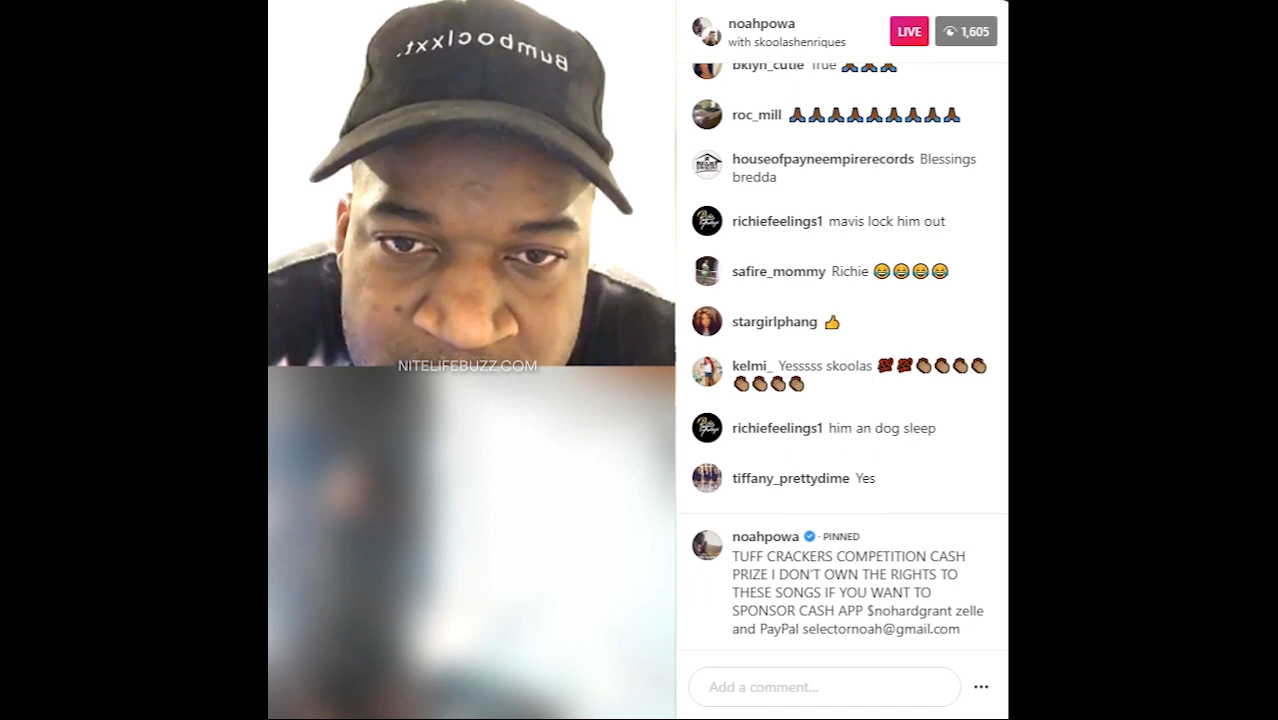 Bumboclxxt.
NITELIFEBUZZ.COM
noahpowa
with skoolashenriques
LIVE
1,605
bklyn_cutie True 🙏🏾🙏🏾🙏🏾
roc_mill 🙏🏾🙏🏾🙏🏾🙏🏾🙏🏾🙏🏾🙏🏾🙏🏾🙏🏾
houseofpayneempirerecords Blessings
bredda
richiefeelings1 mavis lock him out
safire_mommy Richie 😂😂😂😂
stargirlphang 👍
kelmi_ Yesssss skoolas 💯💯👏🏽👏🏽👏🏽👏🏽
👏🏽👏🏽👏🏽👏🏽
richiefeelings1 him an dog sleep
tiffany_prettydime Yes
noahpowa · PINNED
TUFF CRACKERS COMPETITION CASH
PRIZE I DON'T OWN THE RIGHTS TO
THESE SONGS IF YOU WANT TO
SPONSOR CASH APP $nohardgrant zelle
and PayPal selectornoah@gmail.com
Add a comment...